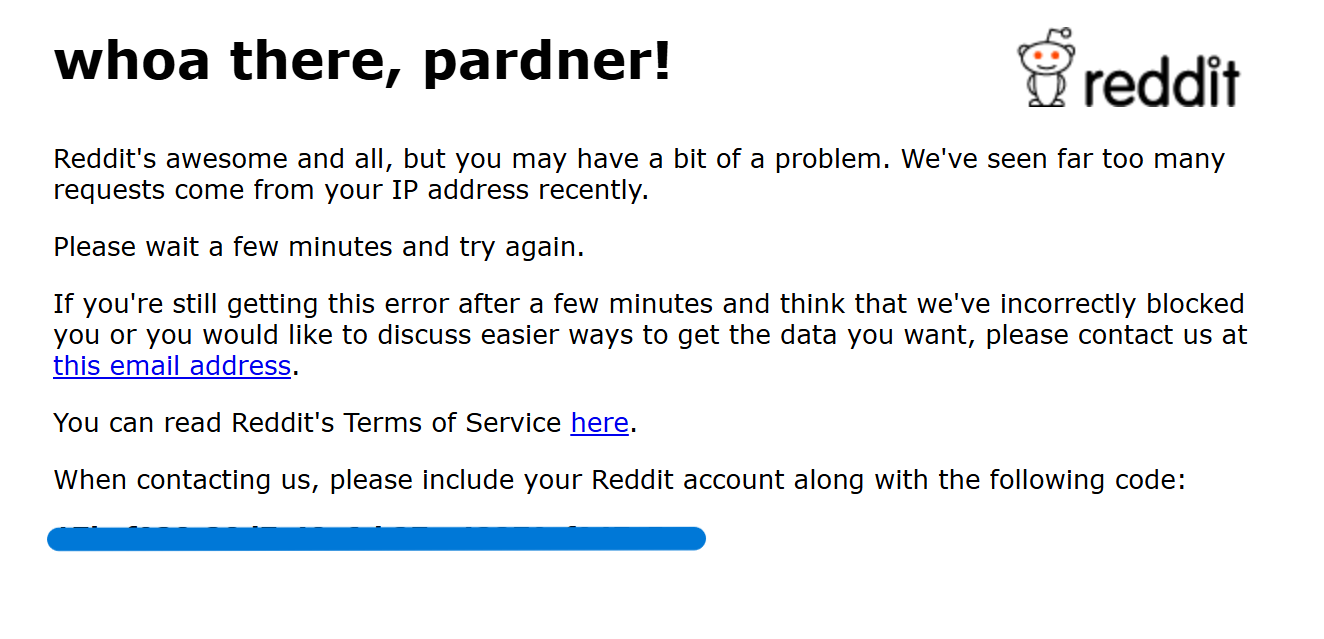 whoa there, pardner!
reddit
Reddit's awesome and all, but you may have a bit of a problem. We've seen far too many
requests come from your IP address recently.
Please wait a few minutes and try again.
If you're still getting this error after a few minutes and think that we've incorrectly blocked
you or you would like to discuss easier ways to get the data you want, please contact us at
this email address.
You can read Reddit's Terms of Service here.
When contacting us, please include your Reddit account along with the following code: